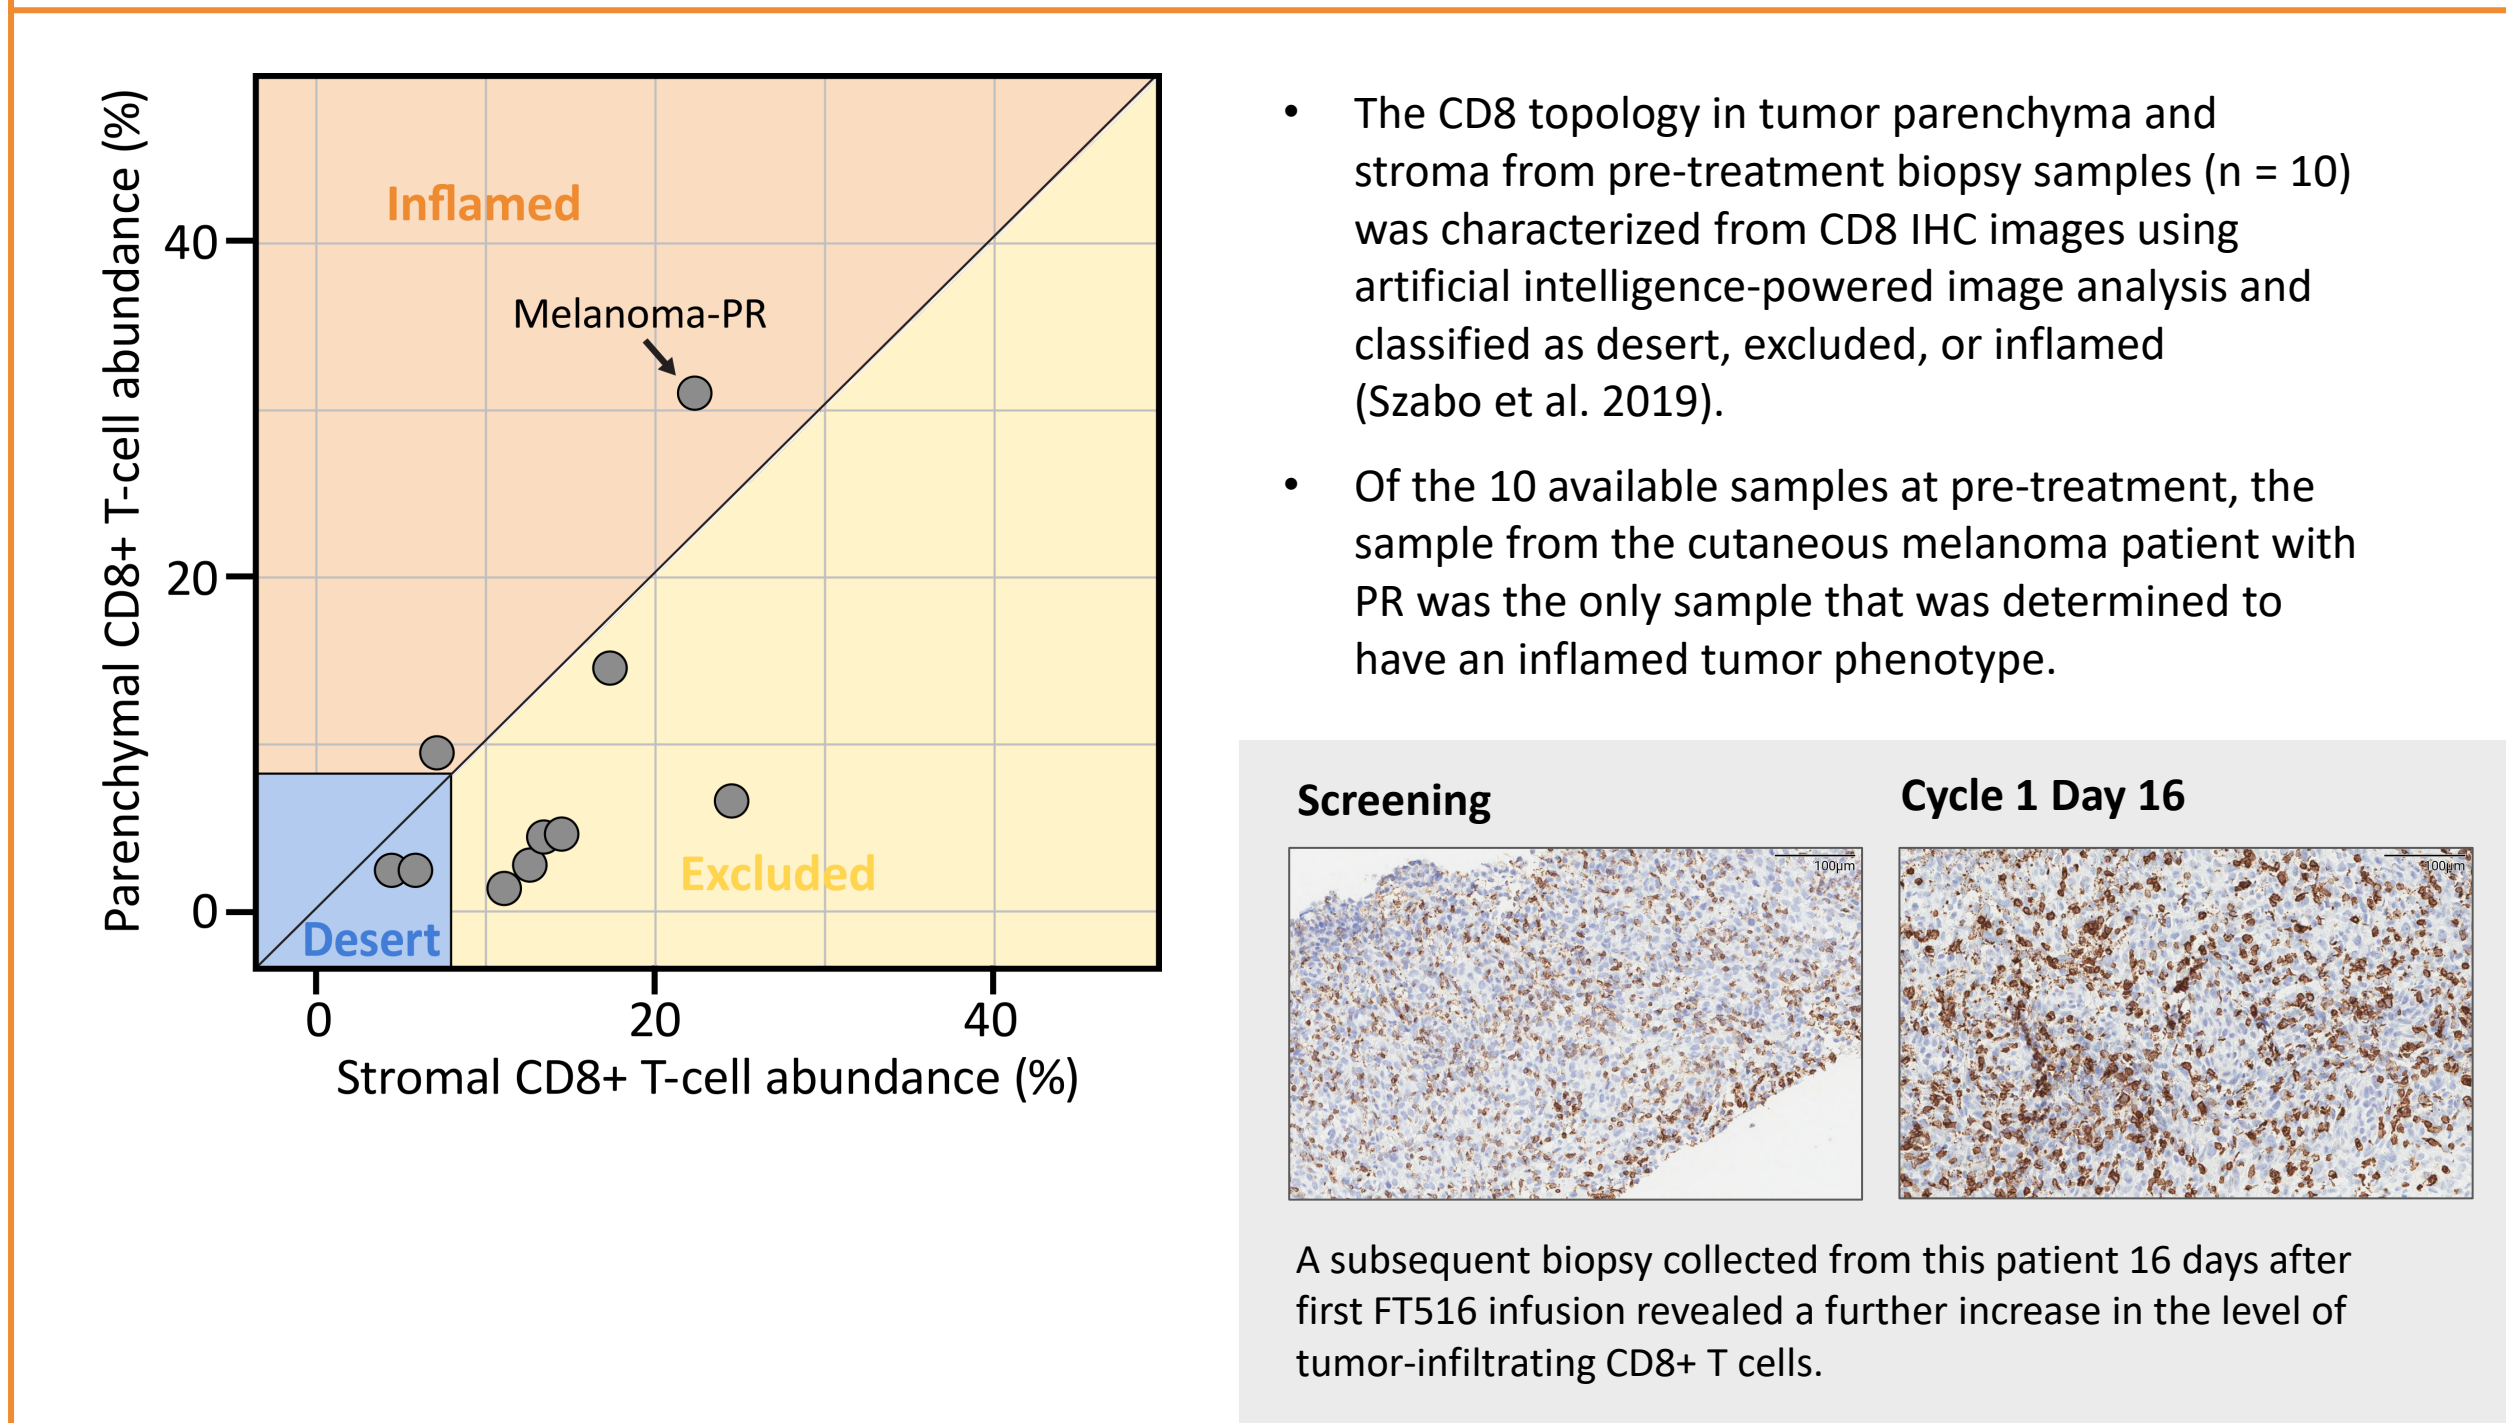 Parenchymal CD8+ T-cell abundance (%)
40
20
0
Inflamed
Melanoma-PR
Excluded
Desert
0
20
40
Stromal CD8+ T-cell abundance (%)
• The CD8 topology in tumor parenchyma and
stroma from pre-treatment biopsy samples (n = 10)
was characterized from CD8 IHC images using
artificial intelligence-powered image analysis and
classified as desert, excluded, or inflamed
(Szabo et al. 2019).
• Of the 10 available samples at pre-treatment, the
sample from the cutaneous melanoma patient with
PR was the only sample that was determined to
have an inflamed tumor phenotype.
Screening
100µm
Cycle 1 Day 16
100µm
A subsequent biopsy collected from this patient 16 days after
first FT516 infusion revealed a further increase in the level of
tumor-infiltrating CD8+ T cells.